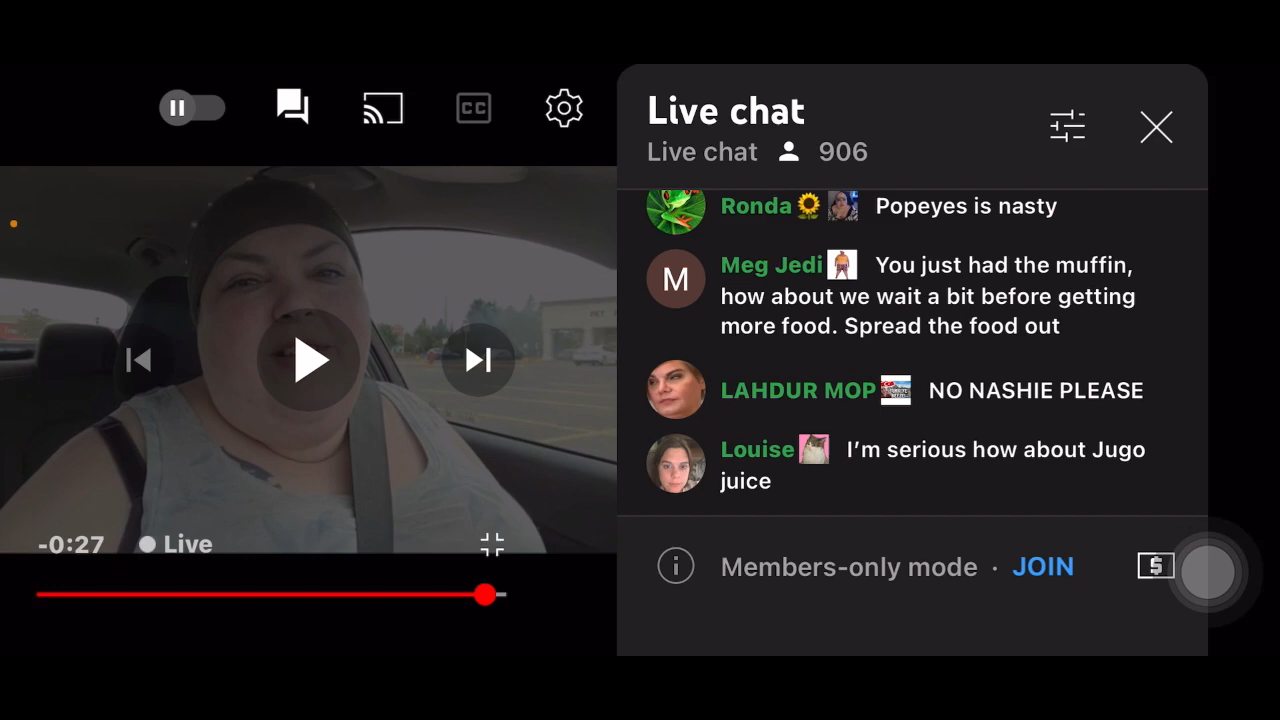 Live chat
Live chat 906
Ronda Popeyes is nasty
M
Meg Jedi You just had the muffin,
how about we wait a bit before getting
more food. Spread the food out
LAHDUR MOP NO NASHIE PLEASE
Louise I’m serious how about Jugo
juice
Members-only mode · JOIN
$
CC
-0:27 Live